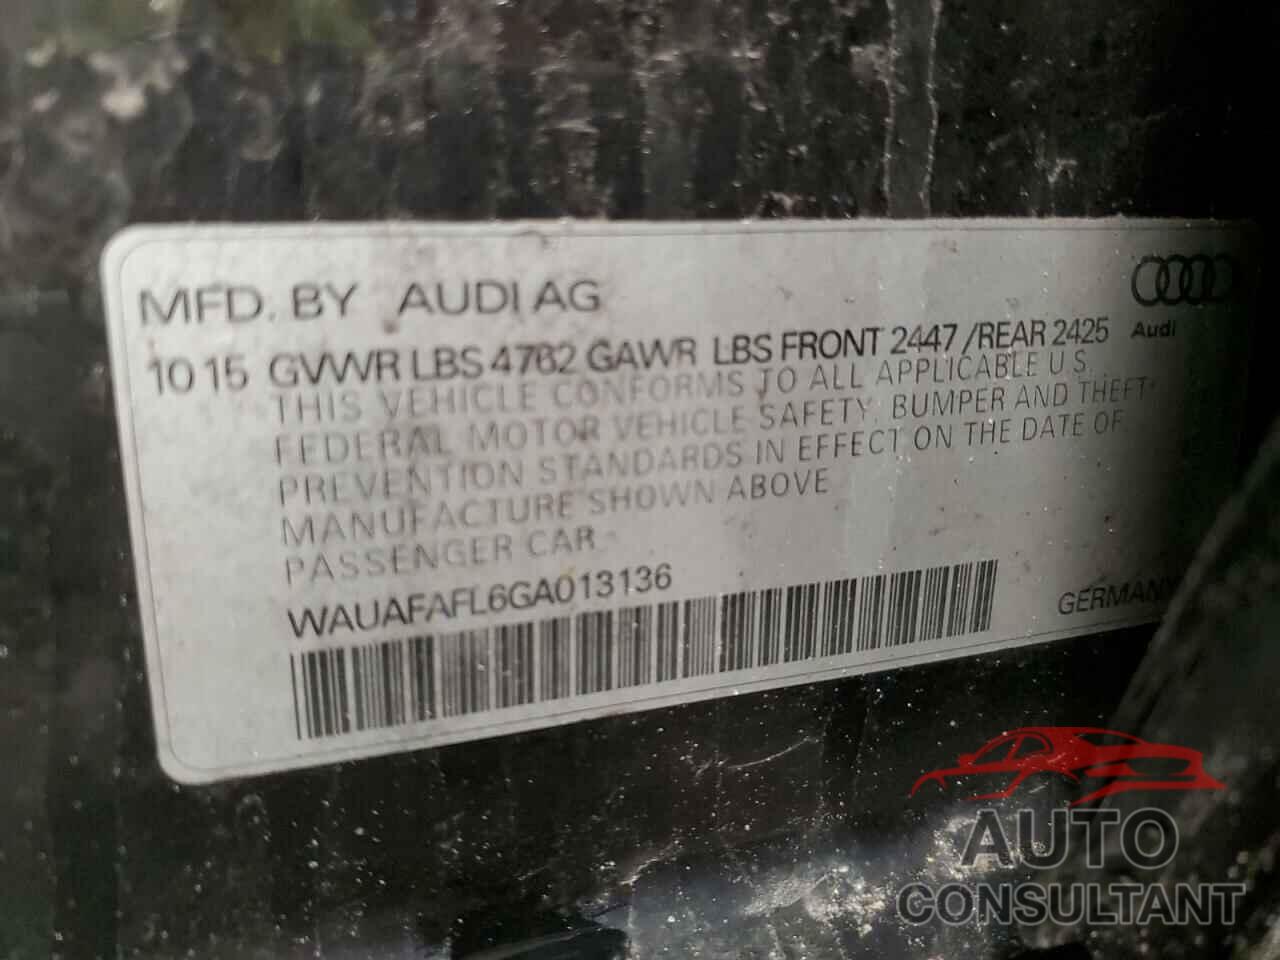 MFD. BY AUDI AG
10 15 GVWR LBS 4762 GAWR LBS FRONT 2447 /REAR 2425
Audi
THIS VEHICLE CONFORMS TO ALL APPLICABLE U.S.
FEDERAL MOTOR VEHICLE SAFETY, BUMPER AND THEFT
PREVENTION STANDARDS IN EFFECT ON THE DATE OF
MANUFACTURE SHOWN ABOVE
PASSENGER CAR
WAUAFAFL6GA013136
GERMANY
AUTO
CONSULTANT